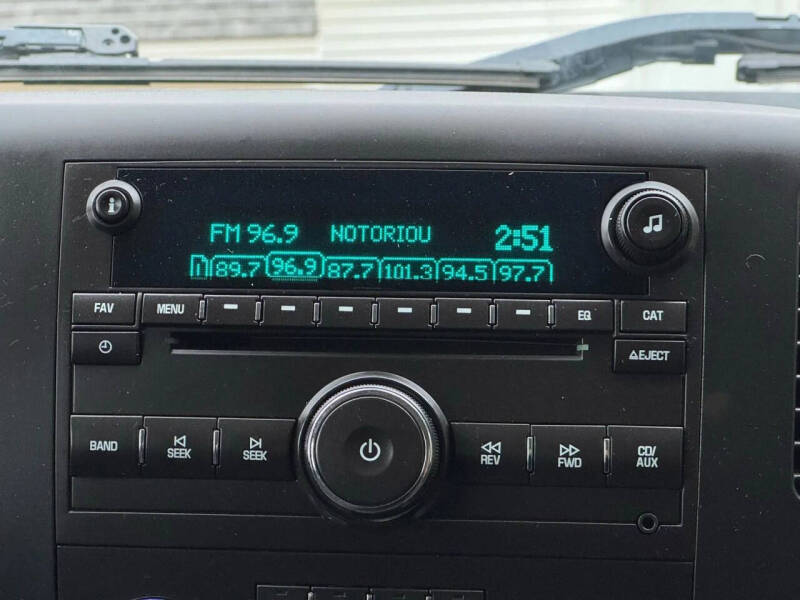 i
FM 96.9 NOTORIOU 2:51
1 89.7 96.9 87.7 101.3 94.5 97.7
FAV MENU EQ CAT
EJECT
BAND SEEK SEEK REV FWD CD/AUX